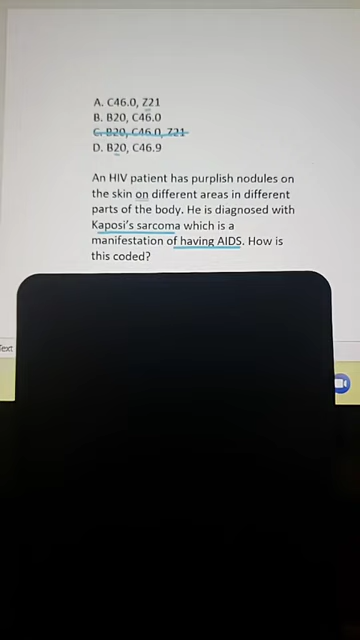 A. C46.0, Z21
B. B20, C46.0
C. B20, C46.0, Z21
D. B20, C46.9
An HIV patient has purplish nodules on
the skin on different areas in different
parts of the body. He is diagnosed with
Kaposi's sarcoma which is a
manifestation of having AIDS. How is
this coded?
Text